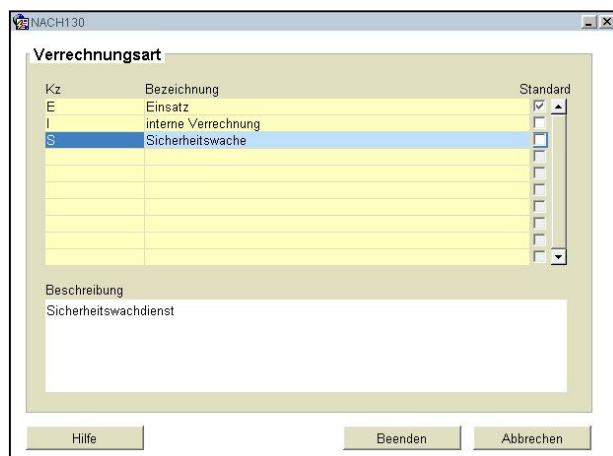 NACH130
Verrechnungsart
Kz Bezeichnung Standard
E Einsatz
I interne Verrechnung
S Sicherheitswache
Beschreibung
Sicherheitswachdienst
Hilfe Beenden Abbrechen